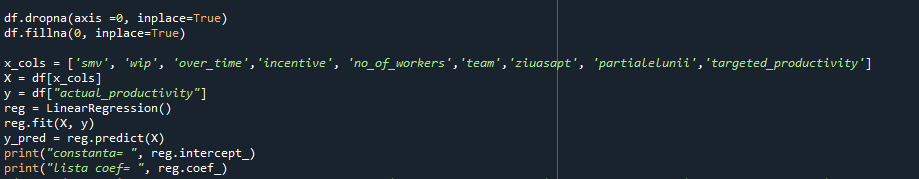 df.dropna(axis =0, inplace=True)
df.fillna(0, inplace=True)
x_cols = ['smv', 'wip', 'over_time','incentive', 'no_of_workers','team','ziuasapt', 'partialelunii','targeted_productivity']
X = df[x_cols]
y = df["actual_productivity"]
reg = LinearRegression()
reg.fit(X, y)
y_pred = reg.predict(X)
print("constanta= ", reg.intercept_)
print("lista coef= ", reg.coef_)